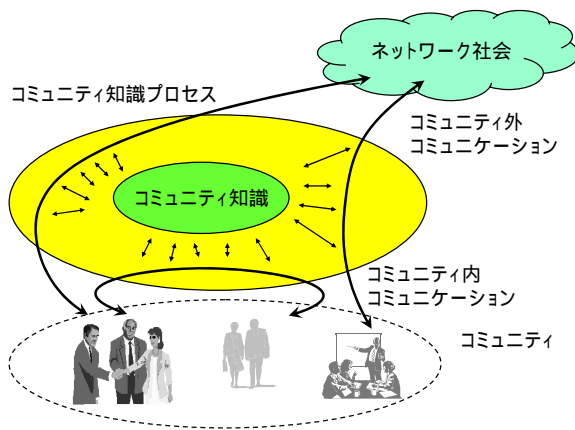 ネットワーク社会
コミュニティ知識プロセス
コミュニティ外
コミュニケーション
コミュニティ知識
コミュニティ内
コミュニケーション
コミュニティ